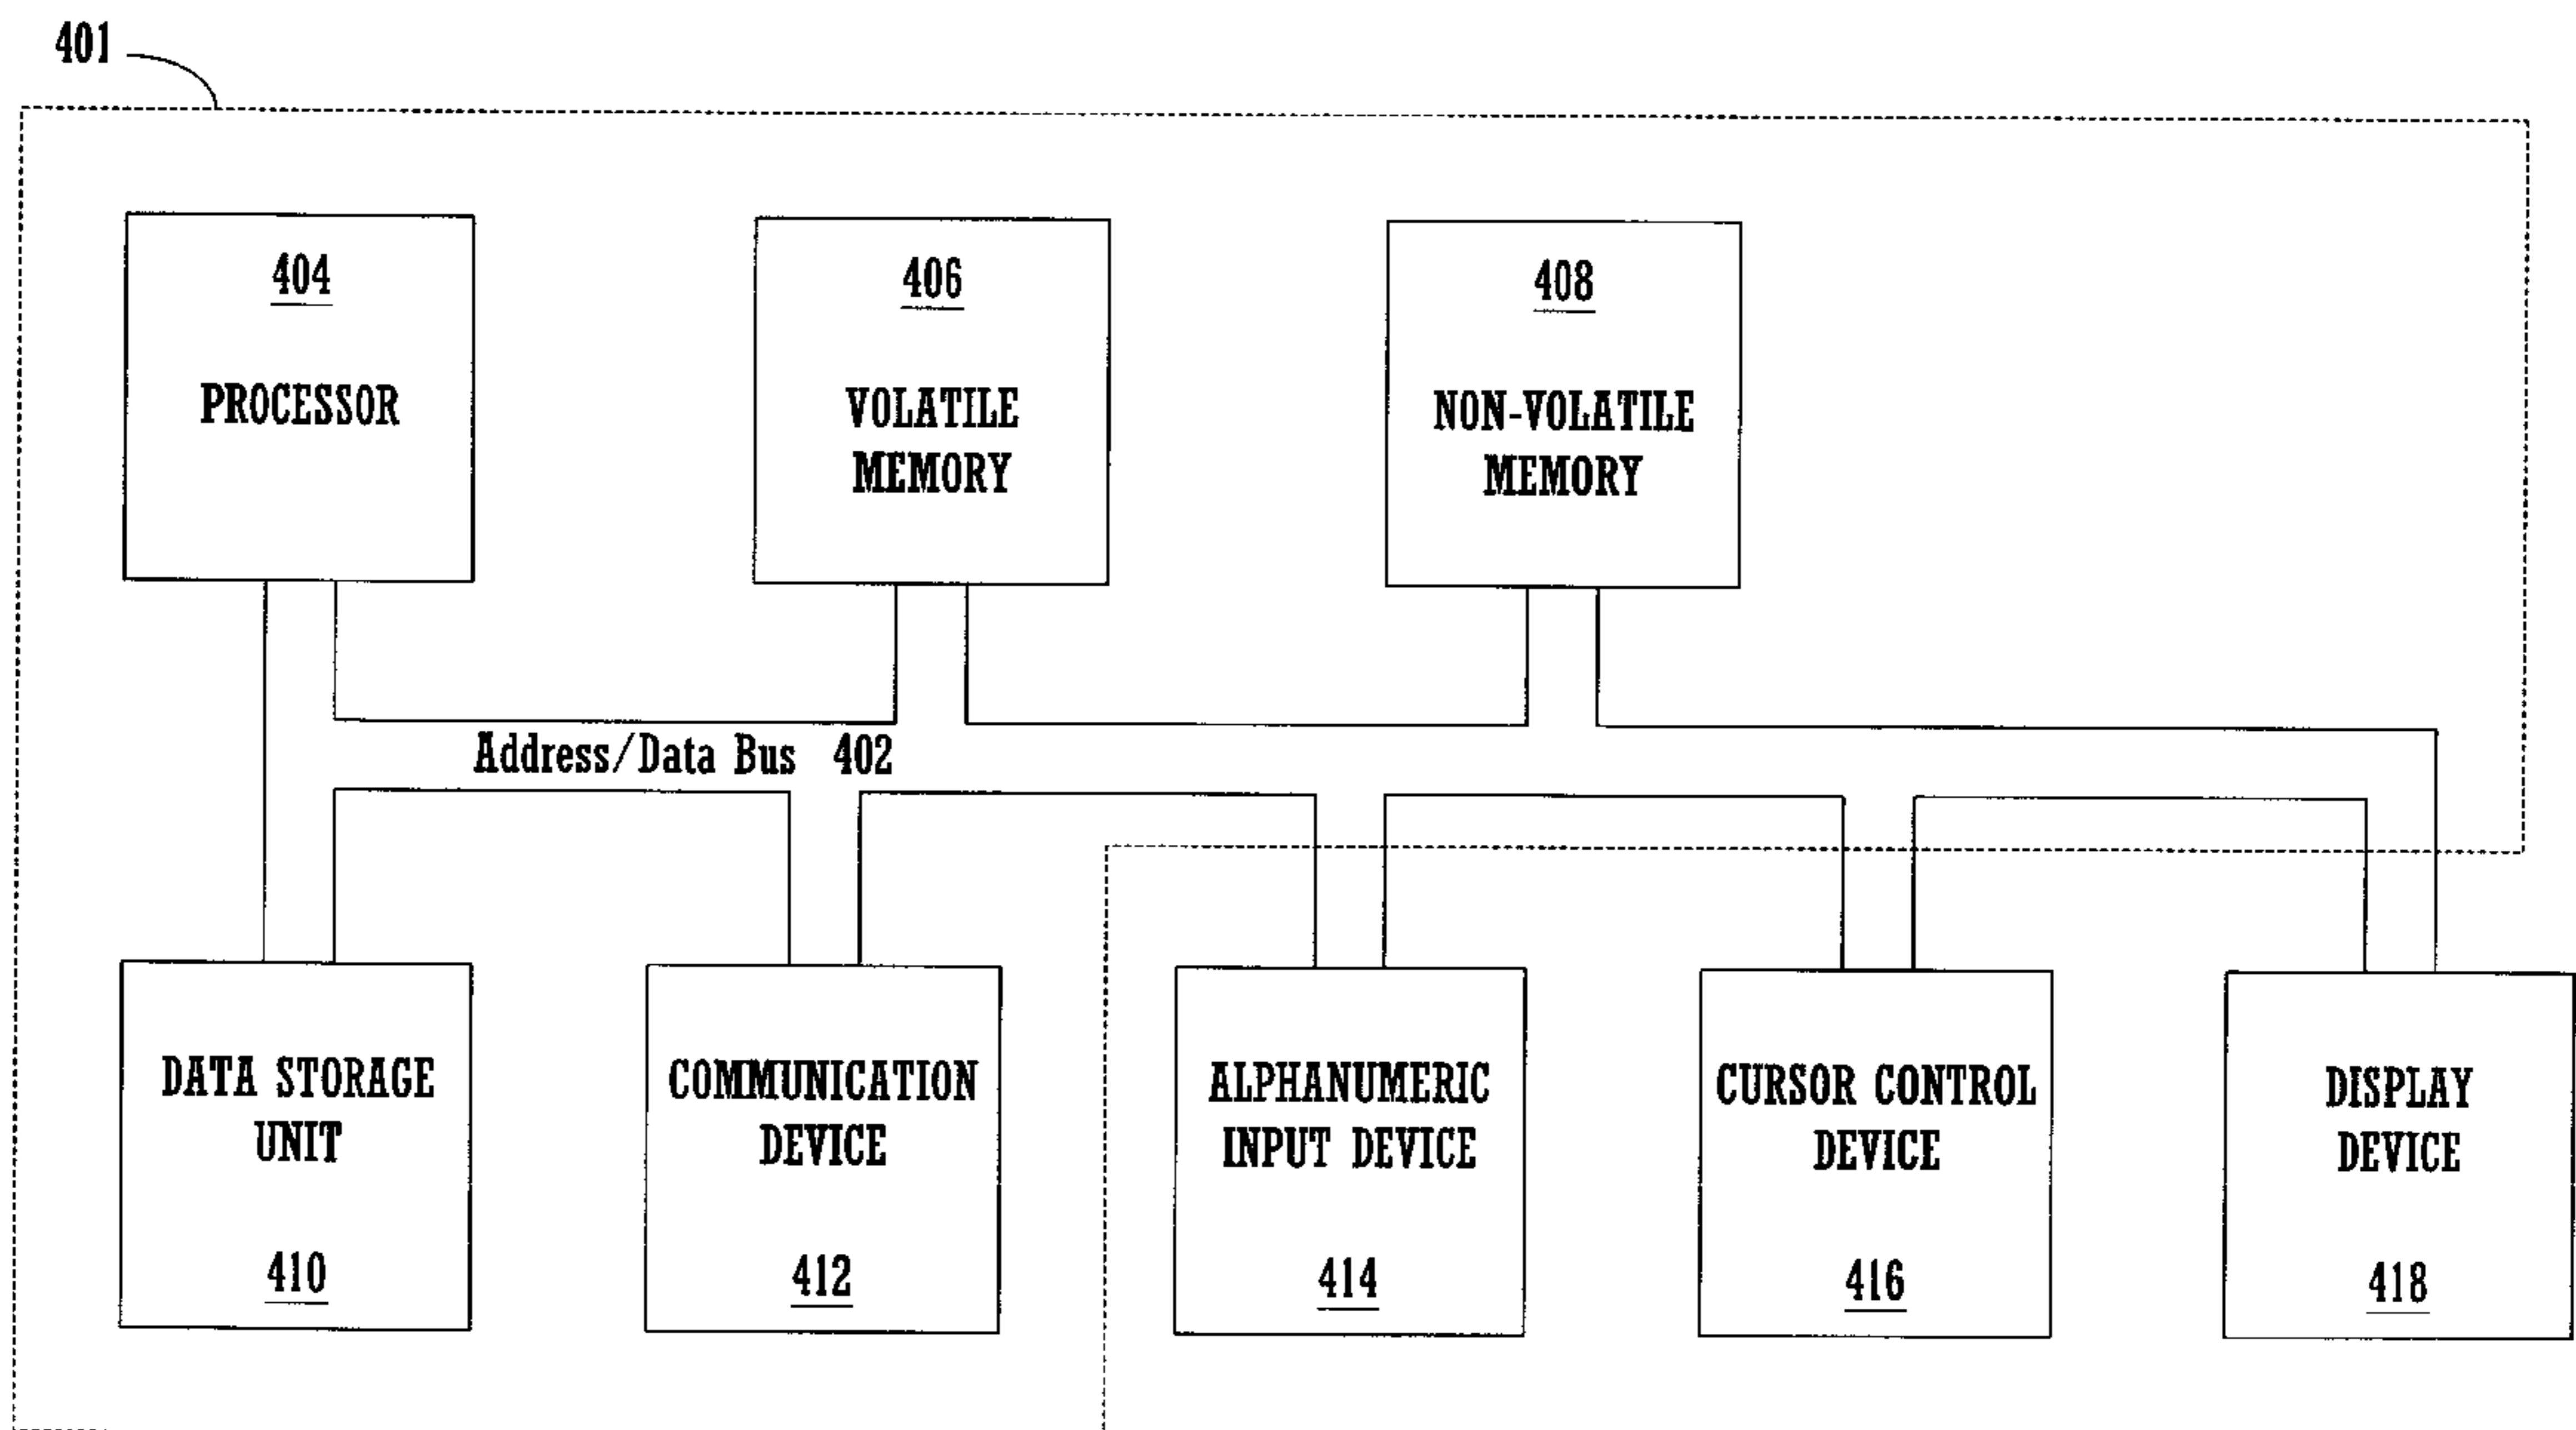 401
404
PROCESSOR
406
VOLATILE
MEMORY
408
NON-VOLATILE
MEMORY
Address/Data Bus 402
DATA STORAGE
UNIT
410
COMMUNICATION
DEVICE
412
ALPHANUMERIC
INPUT DEVICE
414
CURSOR CONTROL
DEVICE
416
DISPLAY
DEVICE
418